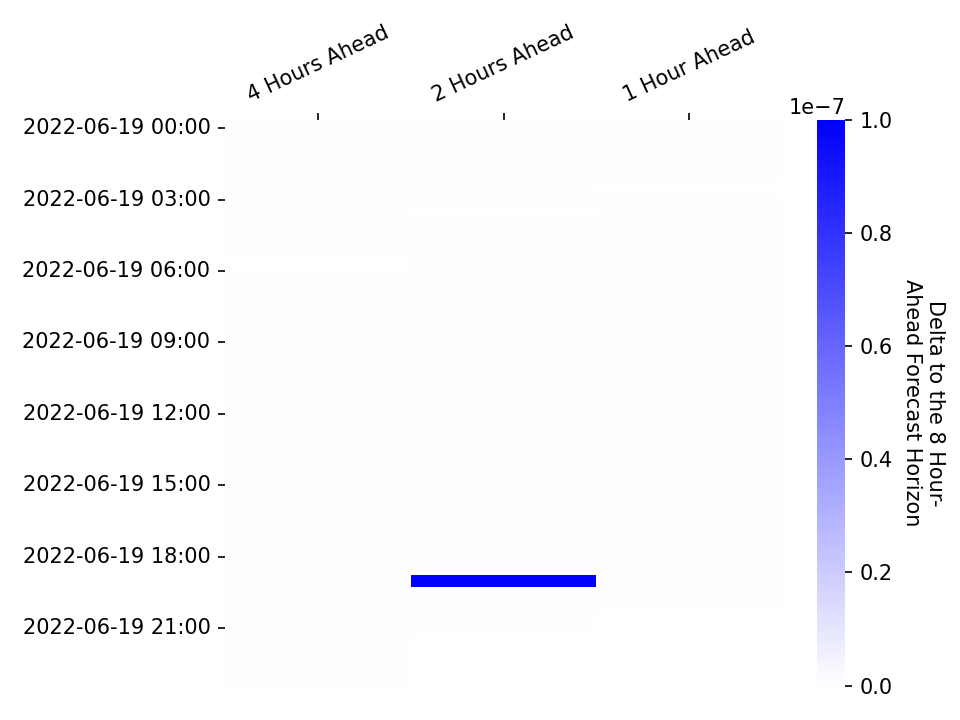 4 Hours Ahead
2 Hours Ahead
1 Hour Ahead
1e−7
2022-06-19 00:00
2022-06-19 03:00
2022-06-19 06:00
2022-06-19 09:00
2022-06-19 12:00
2022-06-19 15:00
2022-06-19 18:00
2022-06-19 21:00
1.0
0.8
0.6
0.4
0.2
0.0
Delta to the 8 Hour-
Ahead Forecast Horizon